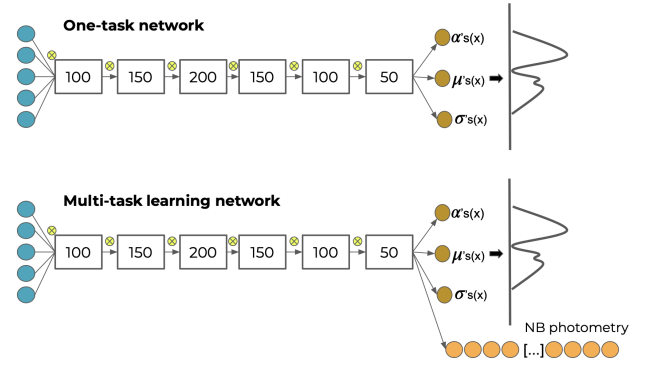 One-task network
α's(x)
100 150 200 150 100 50 μ's(x)
σ's(x)
Multi-task learning network
α's(x)
100 150 200 150 100 50 μ's(x)
σ's(x)
NB photometry
[...]